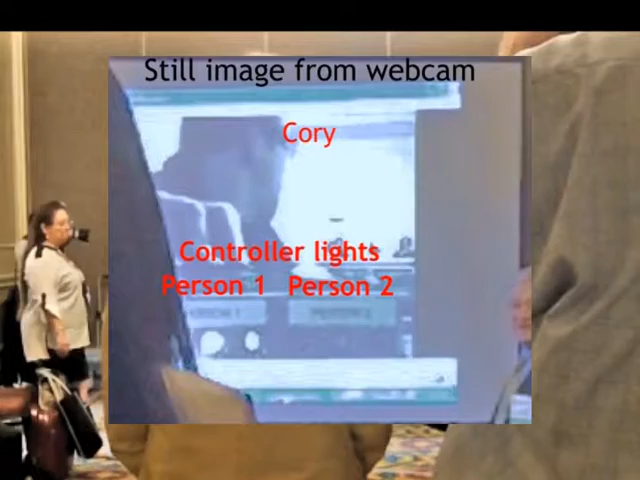 Still image from webcam
Cory
Controller lights
Person 1 Person 2